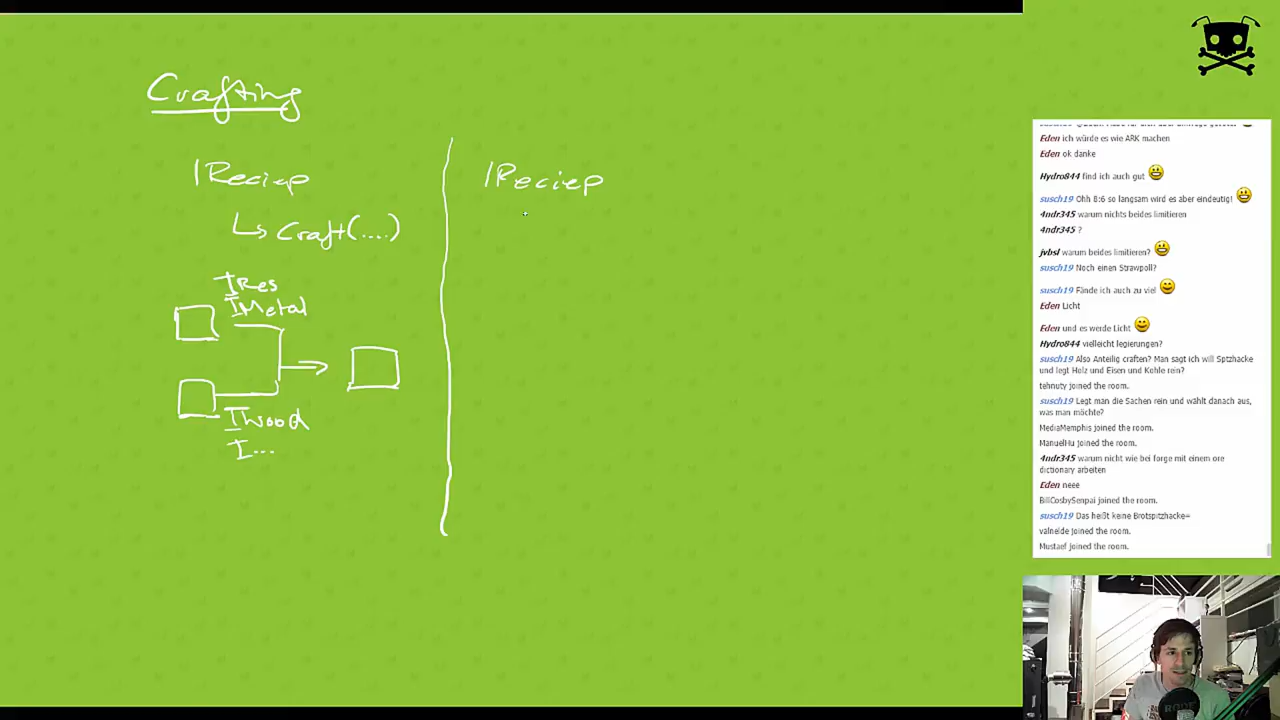 Crafting
IReciep
↳ Craft(....)
IRes
IMetal
IWood
I...
IReciep
Eden ich würde es wie ARK machen
Eden ok danke
Hydro844 find ich auch gut
susch19 Ohh 8:6 so langsam wird es aber eindeutig!
4ndr345 warum nichts beides limitieren
4ndr345 ?
jvbsl warum beides limitieren?
susch19 Noch einen Strawpoll?
susch19 Fände ich auch zu viel
Eden Licht
Eden und es werde Licht
Hydro844 vielleicht legierungen?
susch19 Also Anteilig craften? Man sagt ich will Sptzhacke
und legt Holz und Eisen und Kohle rein?
tehnuty joined the room.
susch19 Legt man die Sachen rein und wählt danach aus,
was man möchte?
MediaMemphis joined the room.
ManuelHu joined the room.
4ndr345 warum nicht wie bei forge mit einem ore
dictionary arbeiten
Eden neee
BillCosbySenpai joined the room.
susch19 Das heißt keine Brotspitzhacke=
valnelde joined the room.
Mustaef joined the room.
RODE